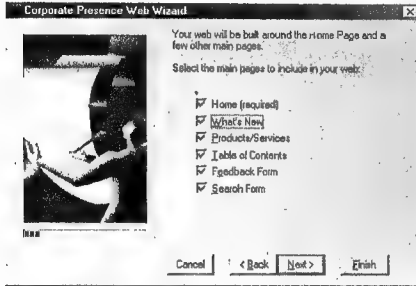 Corporate Presence Web Wizard
Your web will be built around the Home Page and a
few other main pages.
Select the main pages to include in your web:
Home (required)
What's New
Products/Services
Table of Contents
Feedback Form
Search Form
Cancel
< Back
Next >
Finish